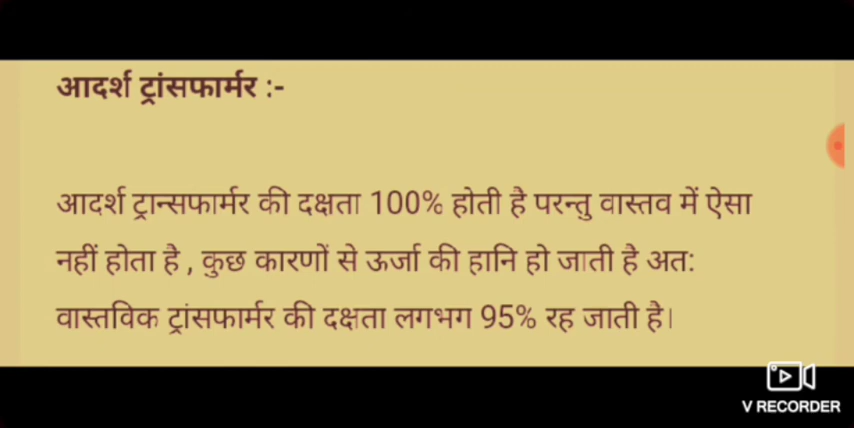 आदर्श ट्रांसफार्मर :-
आदर्श ट्रान्सफार्मर की दक्षता 100% होती है परन्तु वास्तव में ऐसा
नहीं होता है , कुछ कारणों से ऊर्जा की हानि हो जाती है अत:
वास्तविक ट्रांसफार्मर की दक्षता लगभग 95% रह जाती है।
V RECORDER